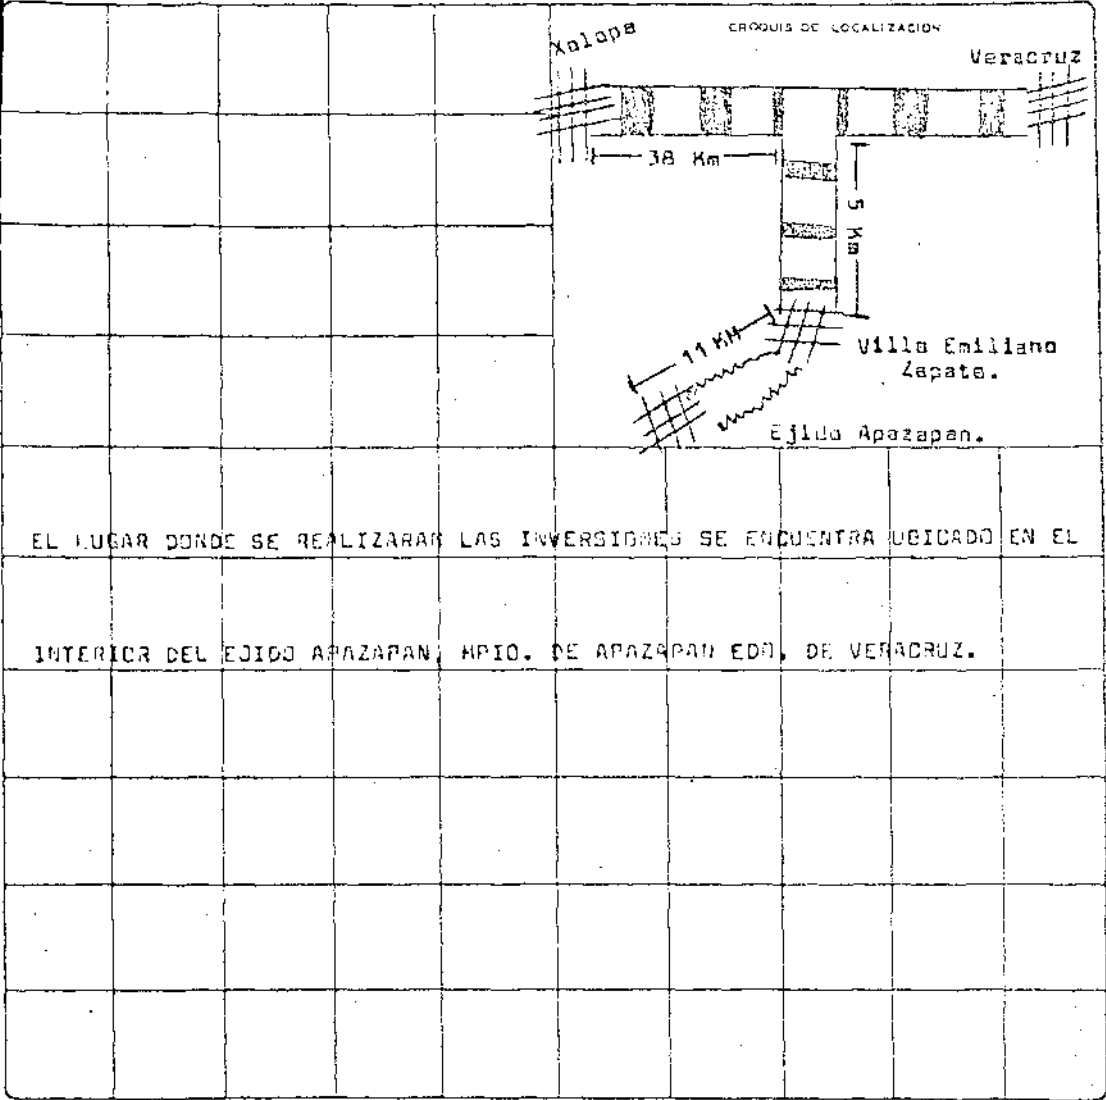 CROQUIS DE LOCALIZACION
Xalapa
Veracruz
38 Km
5 Km
11 KM
Villa Emiliano
Zapata.
Ejido Apazapan.
EL LUGAR DONDE SE REALIZARAN LAS INVERSIONES SE ENCUENTRA UBICADO EN EL
INTERIOR DEL EJIDO APAZAPAN, MPIO. DE APAZAPAN EDO. DE VERACRUZ.